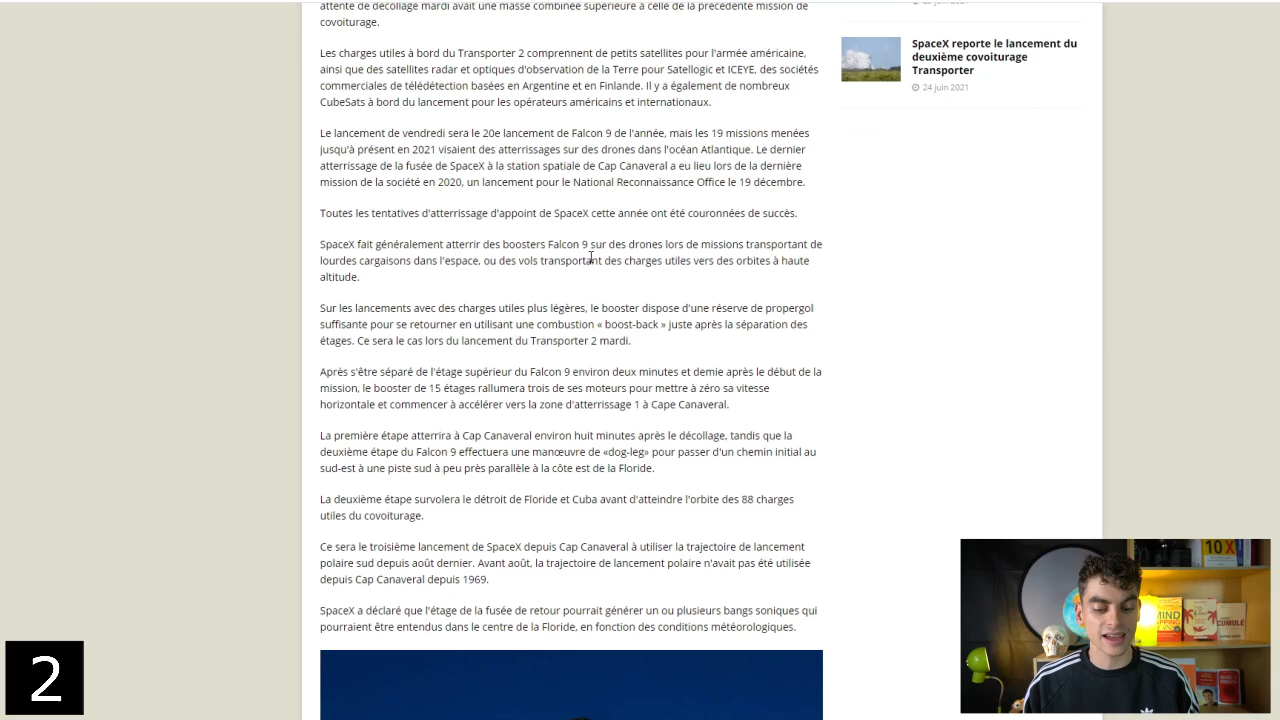 attente de décollage mardi avait une masse combinée supérieure à celle de la précédente mission de
covoiturage.
Les charges utiles à bord du Transporter 2 comprennent de petits satellites pour l'armée américaine,
ainsi que des satellites radar et optiques d'observation de la Terre pour Satellogic et ICEYE, des sociétés
commerciales de télédétection basées en Argentine et en Finlande. Il y a également de nombreux
CubeSats à bord du lancement pour les opérateurs américains et internationaux.
Le lancement de vendredi sera le 20e lancement de Falcon 9 de l'année, mais les 19 missions menées
jusqu'à présent en 2021 visaient des atterrissages sur des drones dans l'océan Atlantique. Le dernier
atterrissage de la fusée de SpaceX à la station spatiale de Cap Canaveral a eu lieu lors de la dernière
mission de la société en 2020, un lancement pour le National Reconnaissance Office le 19 décembre.
Toutes les tentatives d'atterrissage d'appoint de SpaceX cette année ont été couronnées de succès.
SpaceX fait généralement atterrir des boosters Falcon 9 sur des drones lors de missions transportant de
lourdes cargaisons dans l'espace, ou des vols transportant des charges utiles vers des orbites à haute
altitude.
Sur les lancements avec des charges utiles plus légères, le booster dispose d'une réserve de propergol
suffisante pour se retourner en utilisant une combustion « boost-back » juste après la séparation des
étages. Ce sera le cas lors du lancement du Transporter 2 mardi.
Après s'être séparé de l'étage supérieur du Falcon 9 environ deux minutes et demie après le début de la
mission, le booster de 15 étages rallumera trois de ses moteurs pour mettre à zéro sa vitesse
horizontale et commencer à accélérer vers la zone d'atterrissage 1 à Cape Canaveral.
La première étape atterrira à Cap Canaveral environ huit minutes après le décollage, tandis que la
deuxième étape du Falcon 9 effectuera une manœuvre de «dog-leg» pour passer d'un chemin initial au
sud-est à une piste sud à peu près parallèle à la côte est de la Floride.
La deuxième étape survolera le détroit de Floride et Cuba avant d'atteindre l'orbite des 88 charges
utiles du covoiturage.
Ce sera le troisième lancement de SpaceX depuis Cap Canaveral à utiliser la trajectoire de lancement
polaire sud depuis août dernier. Avant août, la trajectoire de lancement polaire n'avait pas été utilisée
depuis Cap Canaveral depuis 1969.
SpaceX a déclaré que l'étage de la fusée de retour pourrait générer un ou plusieurs bangs soniques qui
pourraient être entendus dans le centre de la Floride, en fonction des conditions météorologiques.
SpaceX reporte le lancement du
deuxième covoiturage
Transporter
24 juin 2021
10X
MIND
MAPPING
CUMULÉ
2